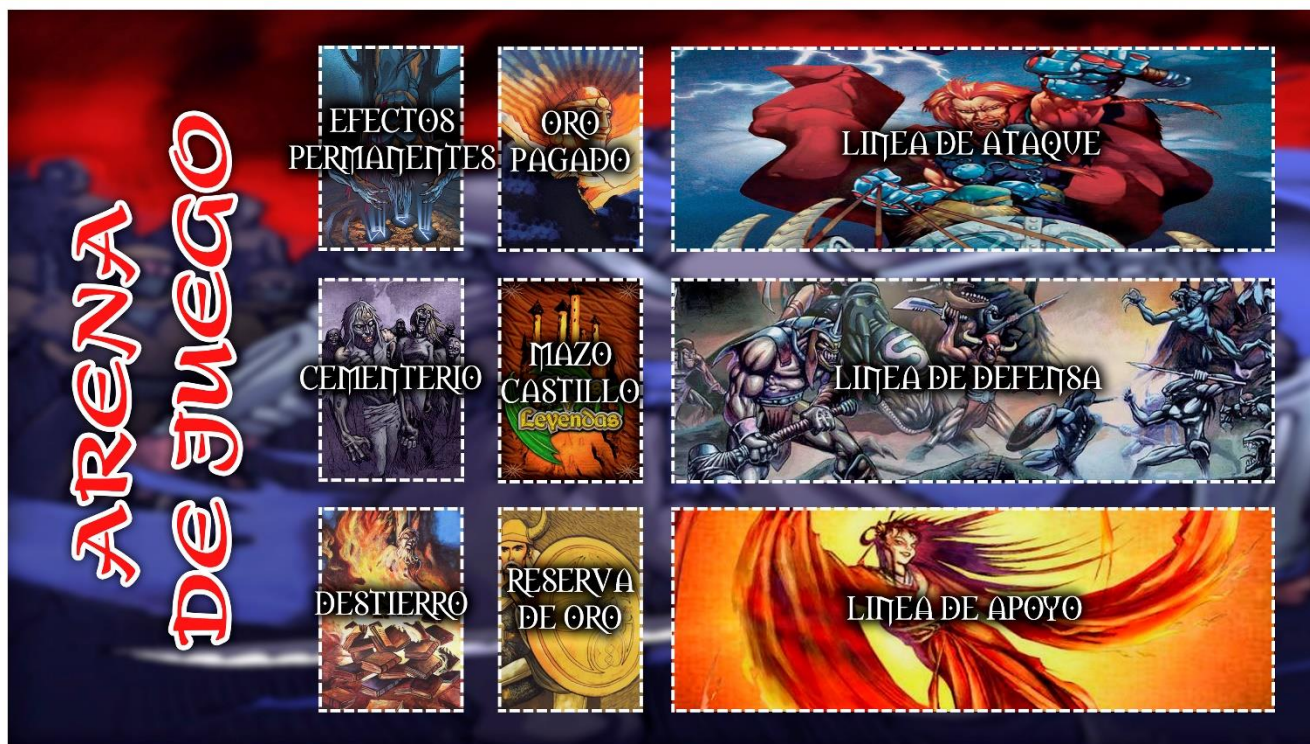 ARENA
DE JUEGO
EFECTOS
PERMANENTES
ORO
PAGADO
LINEA DE ATAQUE
CEMENTERIO
MAZO
CASTILLO
Leyendas
LINEA DE DEFENSA
DESTIERRO
RESERVA
DE ORO
LINEA DE APOYO